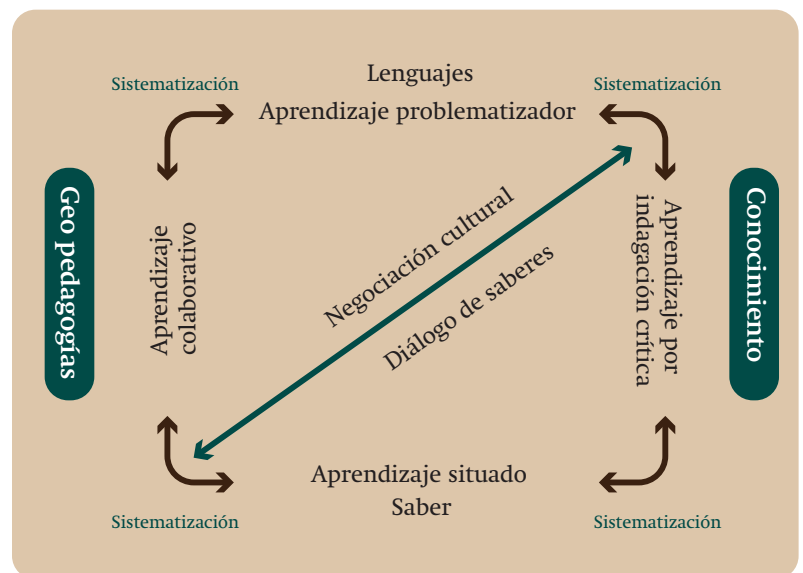 Sistematización
Lenguajes
Sistematización
Aprendizaje problematizador
Geo pedagogías
Aprendizaje
colaborativo
Negociación cultural
Diálogo de saberes
Aprendizaje por
indagación crítica
Conocimiento
Aprendizaje situado
Saber
Sistematización
Sistematización